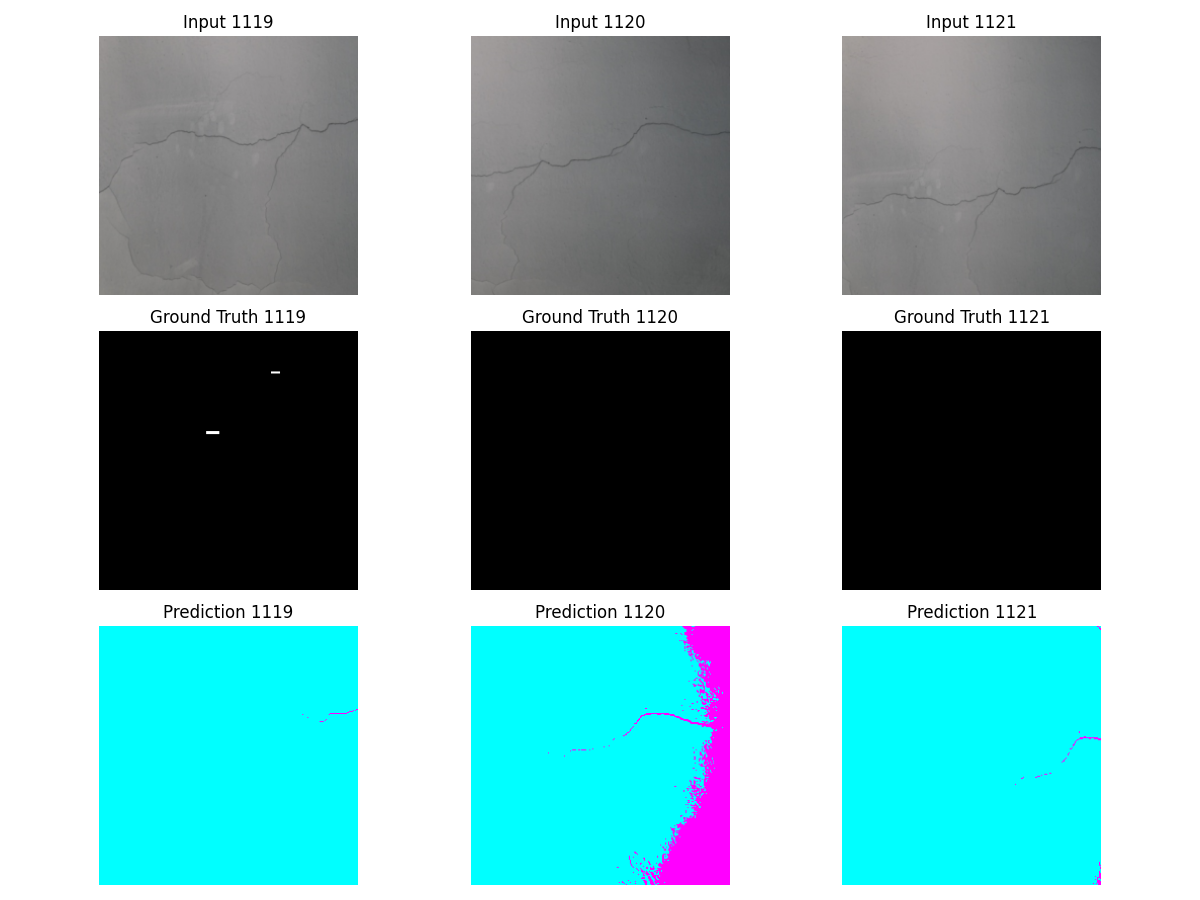 Input 1119
Input 1120
Input 1121
Ground Truth 1119
Ground Truth 1120
Ground Truth 1121
Prediction 1119
Prediction 1120
Prediction 1121